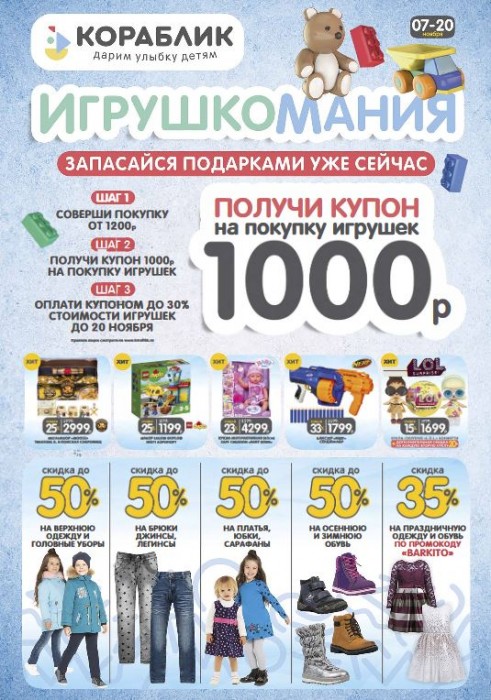 КОРАБЛИК
дарим улыбку детям
07-20
ноября
ИГРУШКОМАНИЯ
ЗАПАСАЙСЯ ПОДАРКАМИ УЖЕ СЕЙЧАС
ШАГ 1
СОВЕРШИ ПОКУПКУ
ОТ 1200р
ШАГ 2
ПОЛУЧИ КУПОН 1000р
НА ПОКУПКУ ИГРУШЕК
ШАГ 3
ОПЛАТИ КУПОНОМ ДО 30%
СТОИМОСТИ ИГРУШЕК
ДО 20 НОЯБРЯ
ПОЛУЧИ КУПОН
на покупку игрушек
1000р
ХИТ
25 2999
ХИТ
25 1199
ХИТ
23 4299
ХИТ
NERF
33 1799
ХИТ
L.O.L.
SURPRISE!
15 1699
скидка до
50%
НА ВЕРХНЮЮ
ОДЕЖДУ И
ГОЛОВНЫЕ УБОРЫ
скидка до
50%
НА БРЮКИ
ДЖИНСЫ,
ЛЕГИНСЫ
скидка до
50%
НА ПЛАТЬЯ,
ЮБКИ,
САРАФАНЫ
скидка до
50%
НА ОСЕННЮЮ
И ЗИМНЮЮ
ОБУВЬ
скидка
35%
НА ПРАЗДНИЧНУЮ
ОДЕЖДУ И ОБУВЬ
ПО ПРОМОКОДУ
«BARKITO»